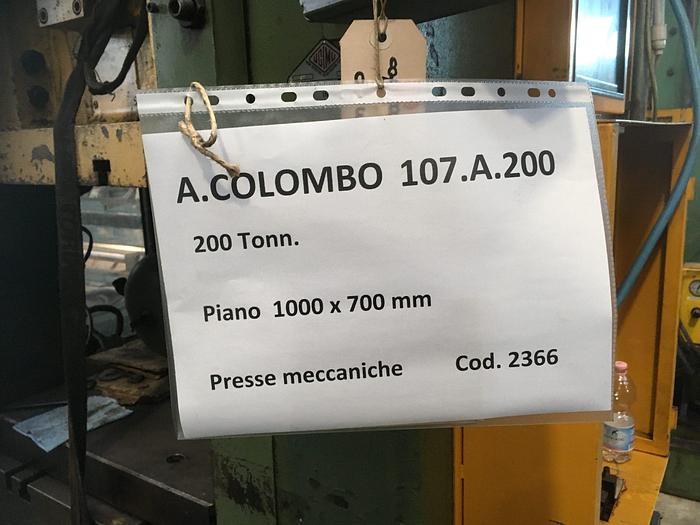 A.COLOMBO 107.A.200
200 Tonn.
Piano 1000 x 700 mm
Presse meccaniche Cod. 2366